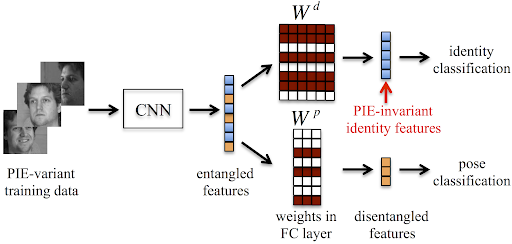 W^d
identity
classification
CNN
PIE-invariant
identity features
W^p
PIE-variant
training data
entangled
features
pose
classification
weights in
FC layer
disentangled
features